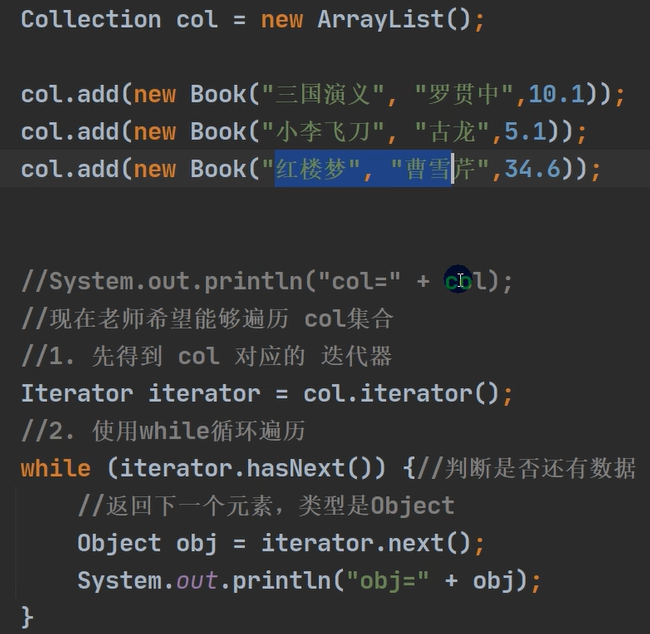 Collection col = new ArrayList();
col.add(new Book("三国演义", "罗贯中",10.1));
col.add(new Book("小李飞刀", "古龙",5.1));
col.add(new Book("红楼梦", "曹雪芹",34.6));
//System.out.println("col=" + col);
//现在老师希望能够遍历 col集合
//1. 先得到 col 对应的 迭代器
Iterator iterator = col.iterator();
//2. 使用while循环遍历
while (iterator.hasNext()) {//判断是否还有数据
//返回下一个元素，类型是Object
Object obj = iterator.next();
System.out.println("obj=" + obj);
}